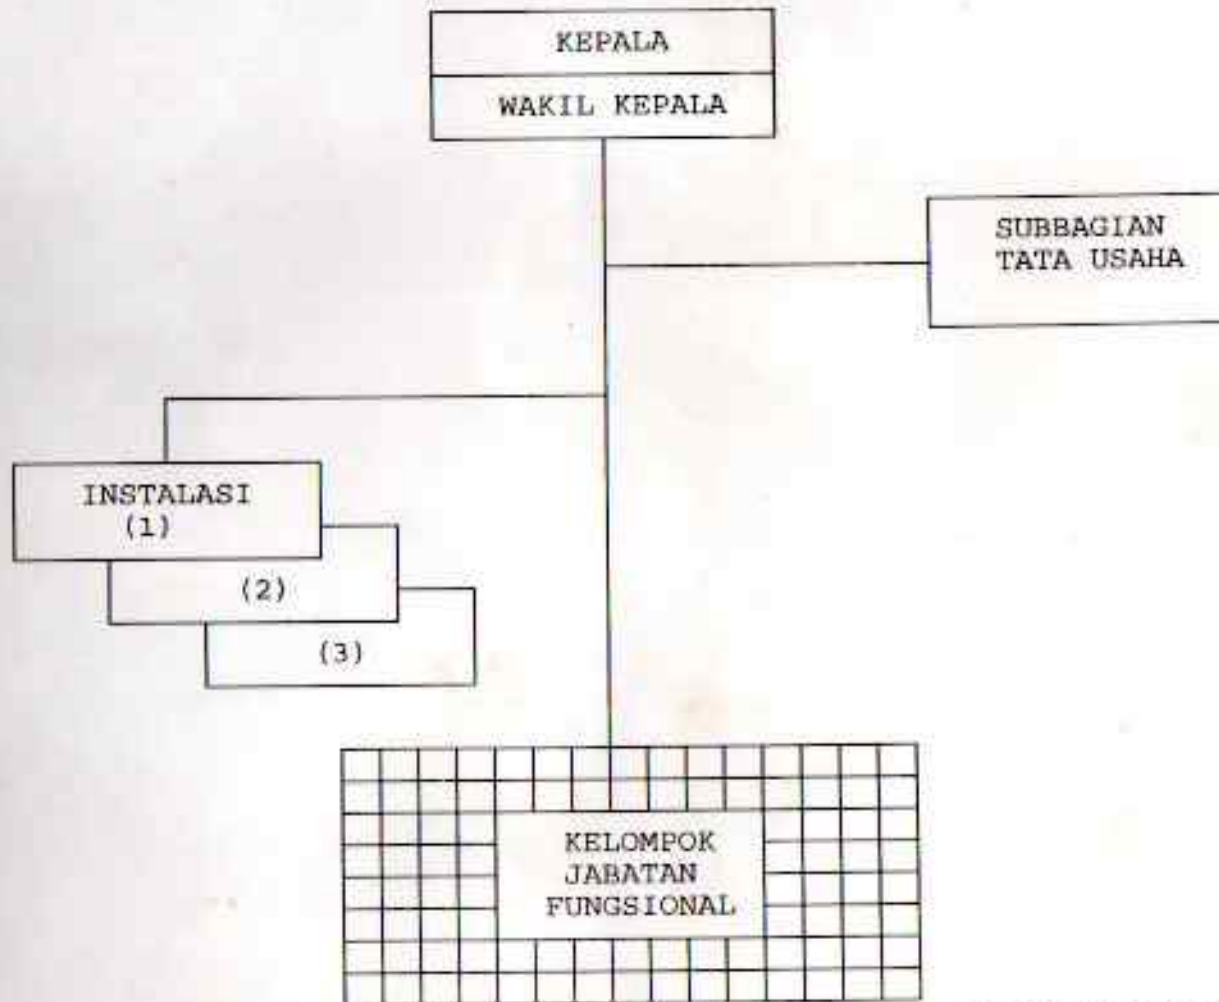 KEPALA
WAKIL KEPALA
SUBBAGIAN
TATA USAHA
INSTALASI
(1)
(2)
(3)
KELOMPOK
JABATAN
FUNGSIONAL